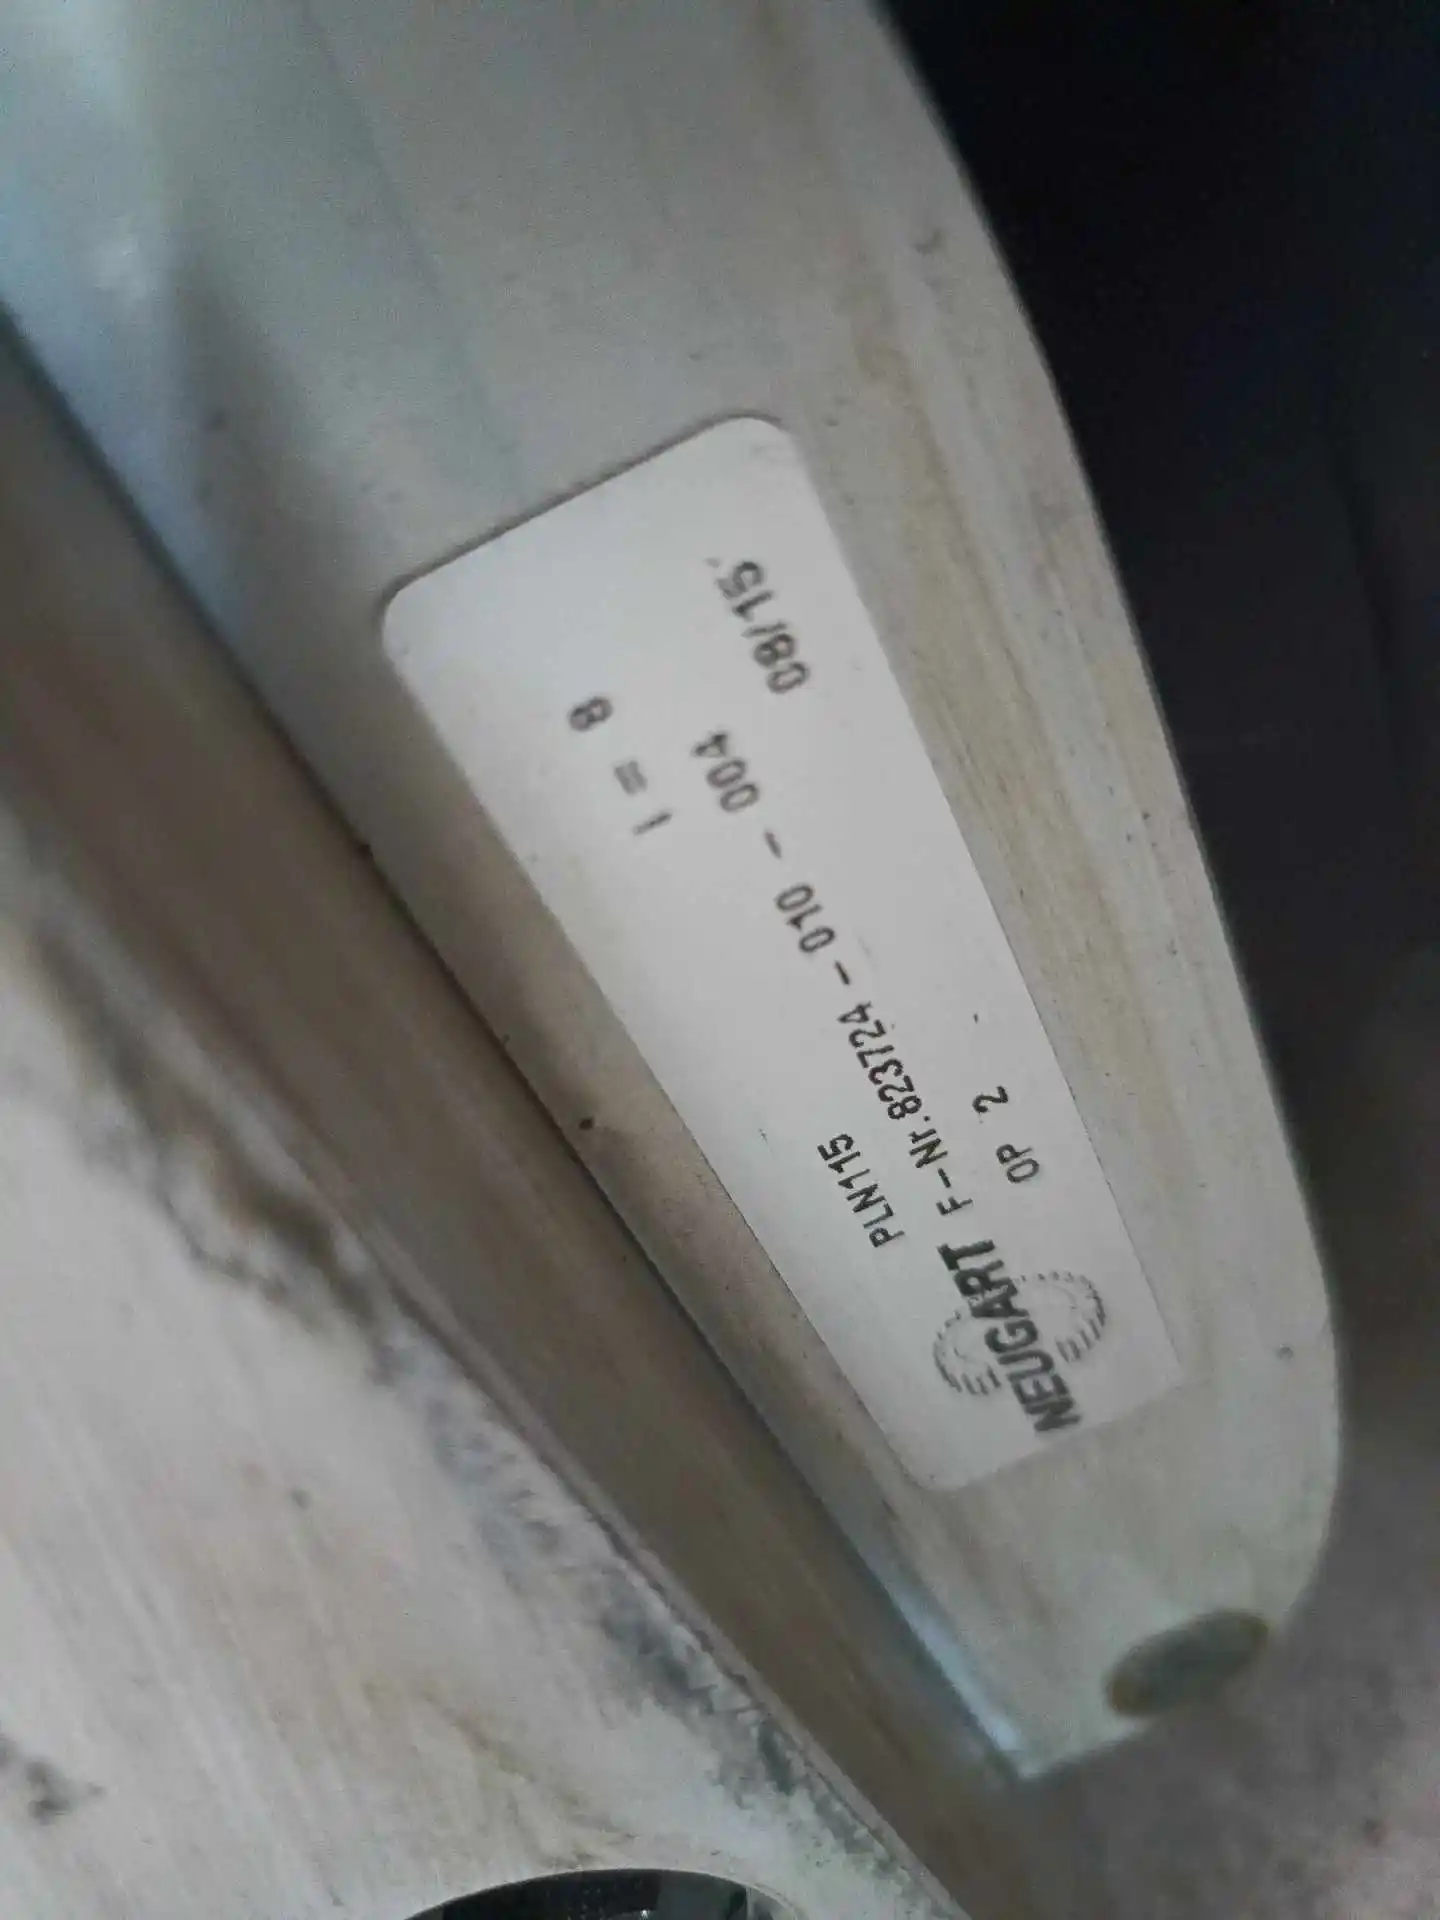 PLN115 I = 8
NEUGART F-Nr.823724 - 010 - 004
OP 2 08/15